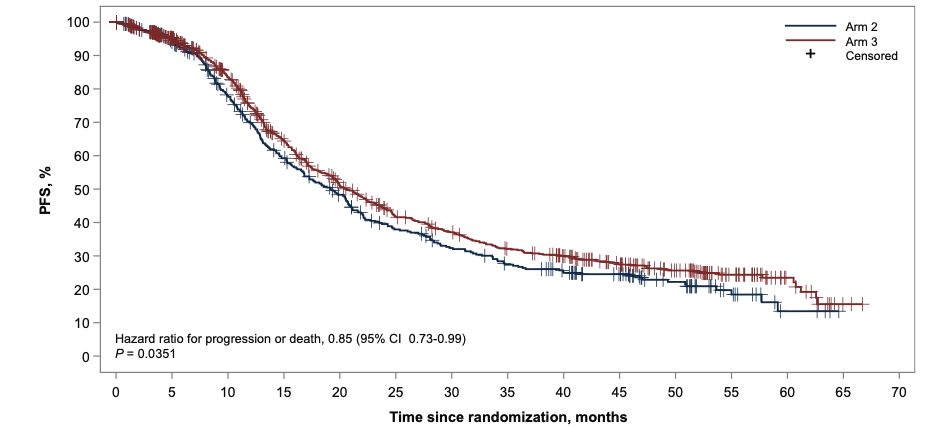 100
90
80
70
60
50
40
30
20
10
0
PFS, %
Arm 2
Arm 3
+ Censored
Hazard ratio for progression or death, 0.85 (95% CI 0.73-0.99)
P = 0.0351
0 5 10 15 20 25 30 35 40 45 50 55 60 65 70
Time since randomization, months